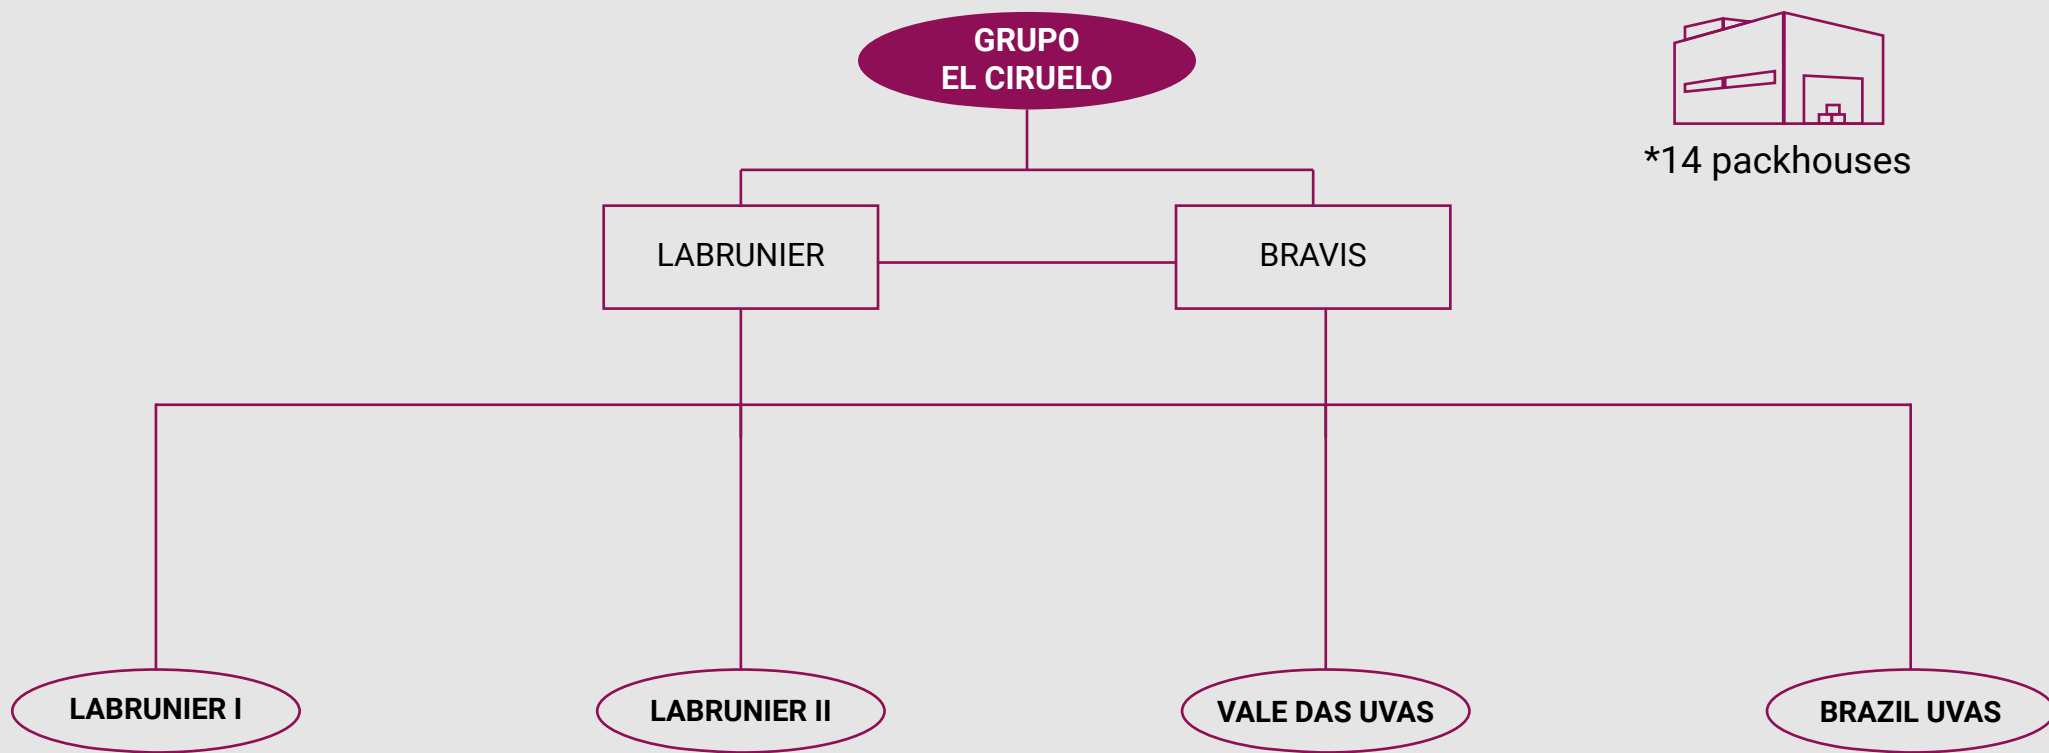 GRUPO
EL CIRUELO
*14 packhouses
LABRUNIER
BRAVIS
LABRUNIER I
LABRUNIER II
VALE DAS UVAS
BRAZIL UVAS